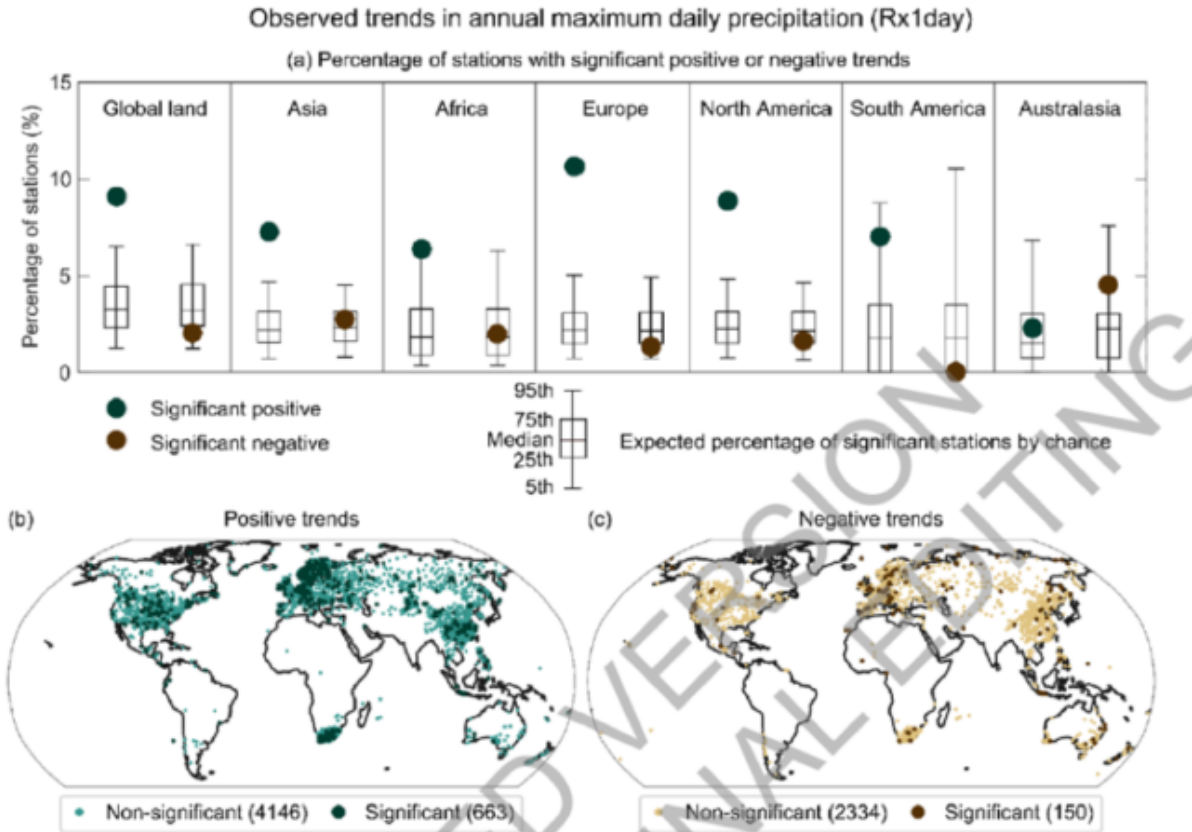 Observed trends in annual maximum daily precipitation (Rx1day)
(a) Percentage of stations with significant positive or negative trends
Percentage of stations (%)
15
10
5
0
Global land
Asia
Africa
Europe
North America
South America
Australasia
Significant positive
Significant negative
95th
75th
Median
25th
5th
Expected percentage of significant stations by chance
(b) Positive trends
(c) Negative trends
Non-significant (4146) Significant (663)
Non-significant (2334) Significant (150)
VERSION
EDITING